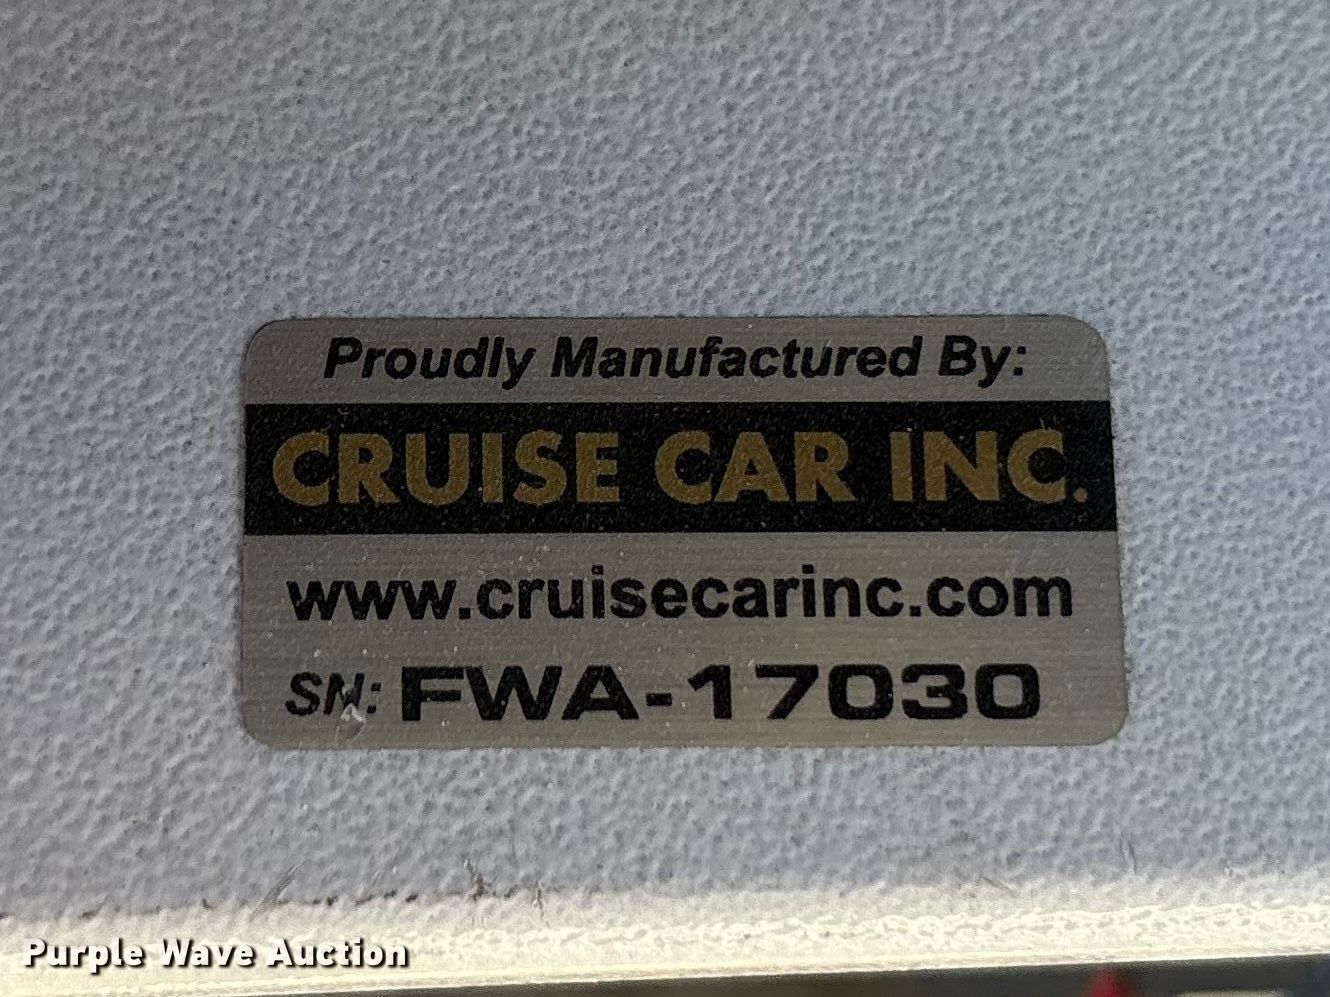 Proudly Manufactured By:
CRUISE CAR INC.
www.cruisecarinc.com
SN: FWA-17030
Purple Wave Auction